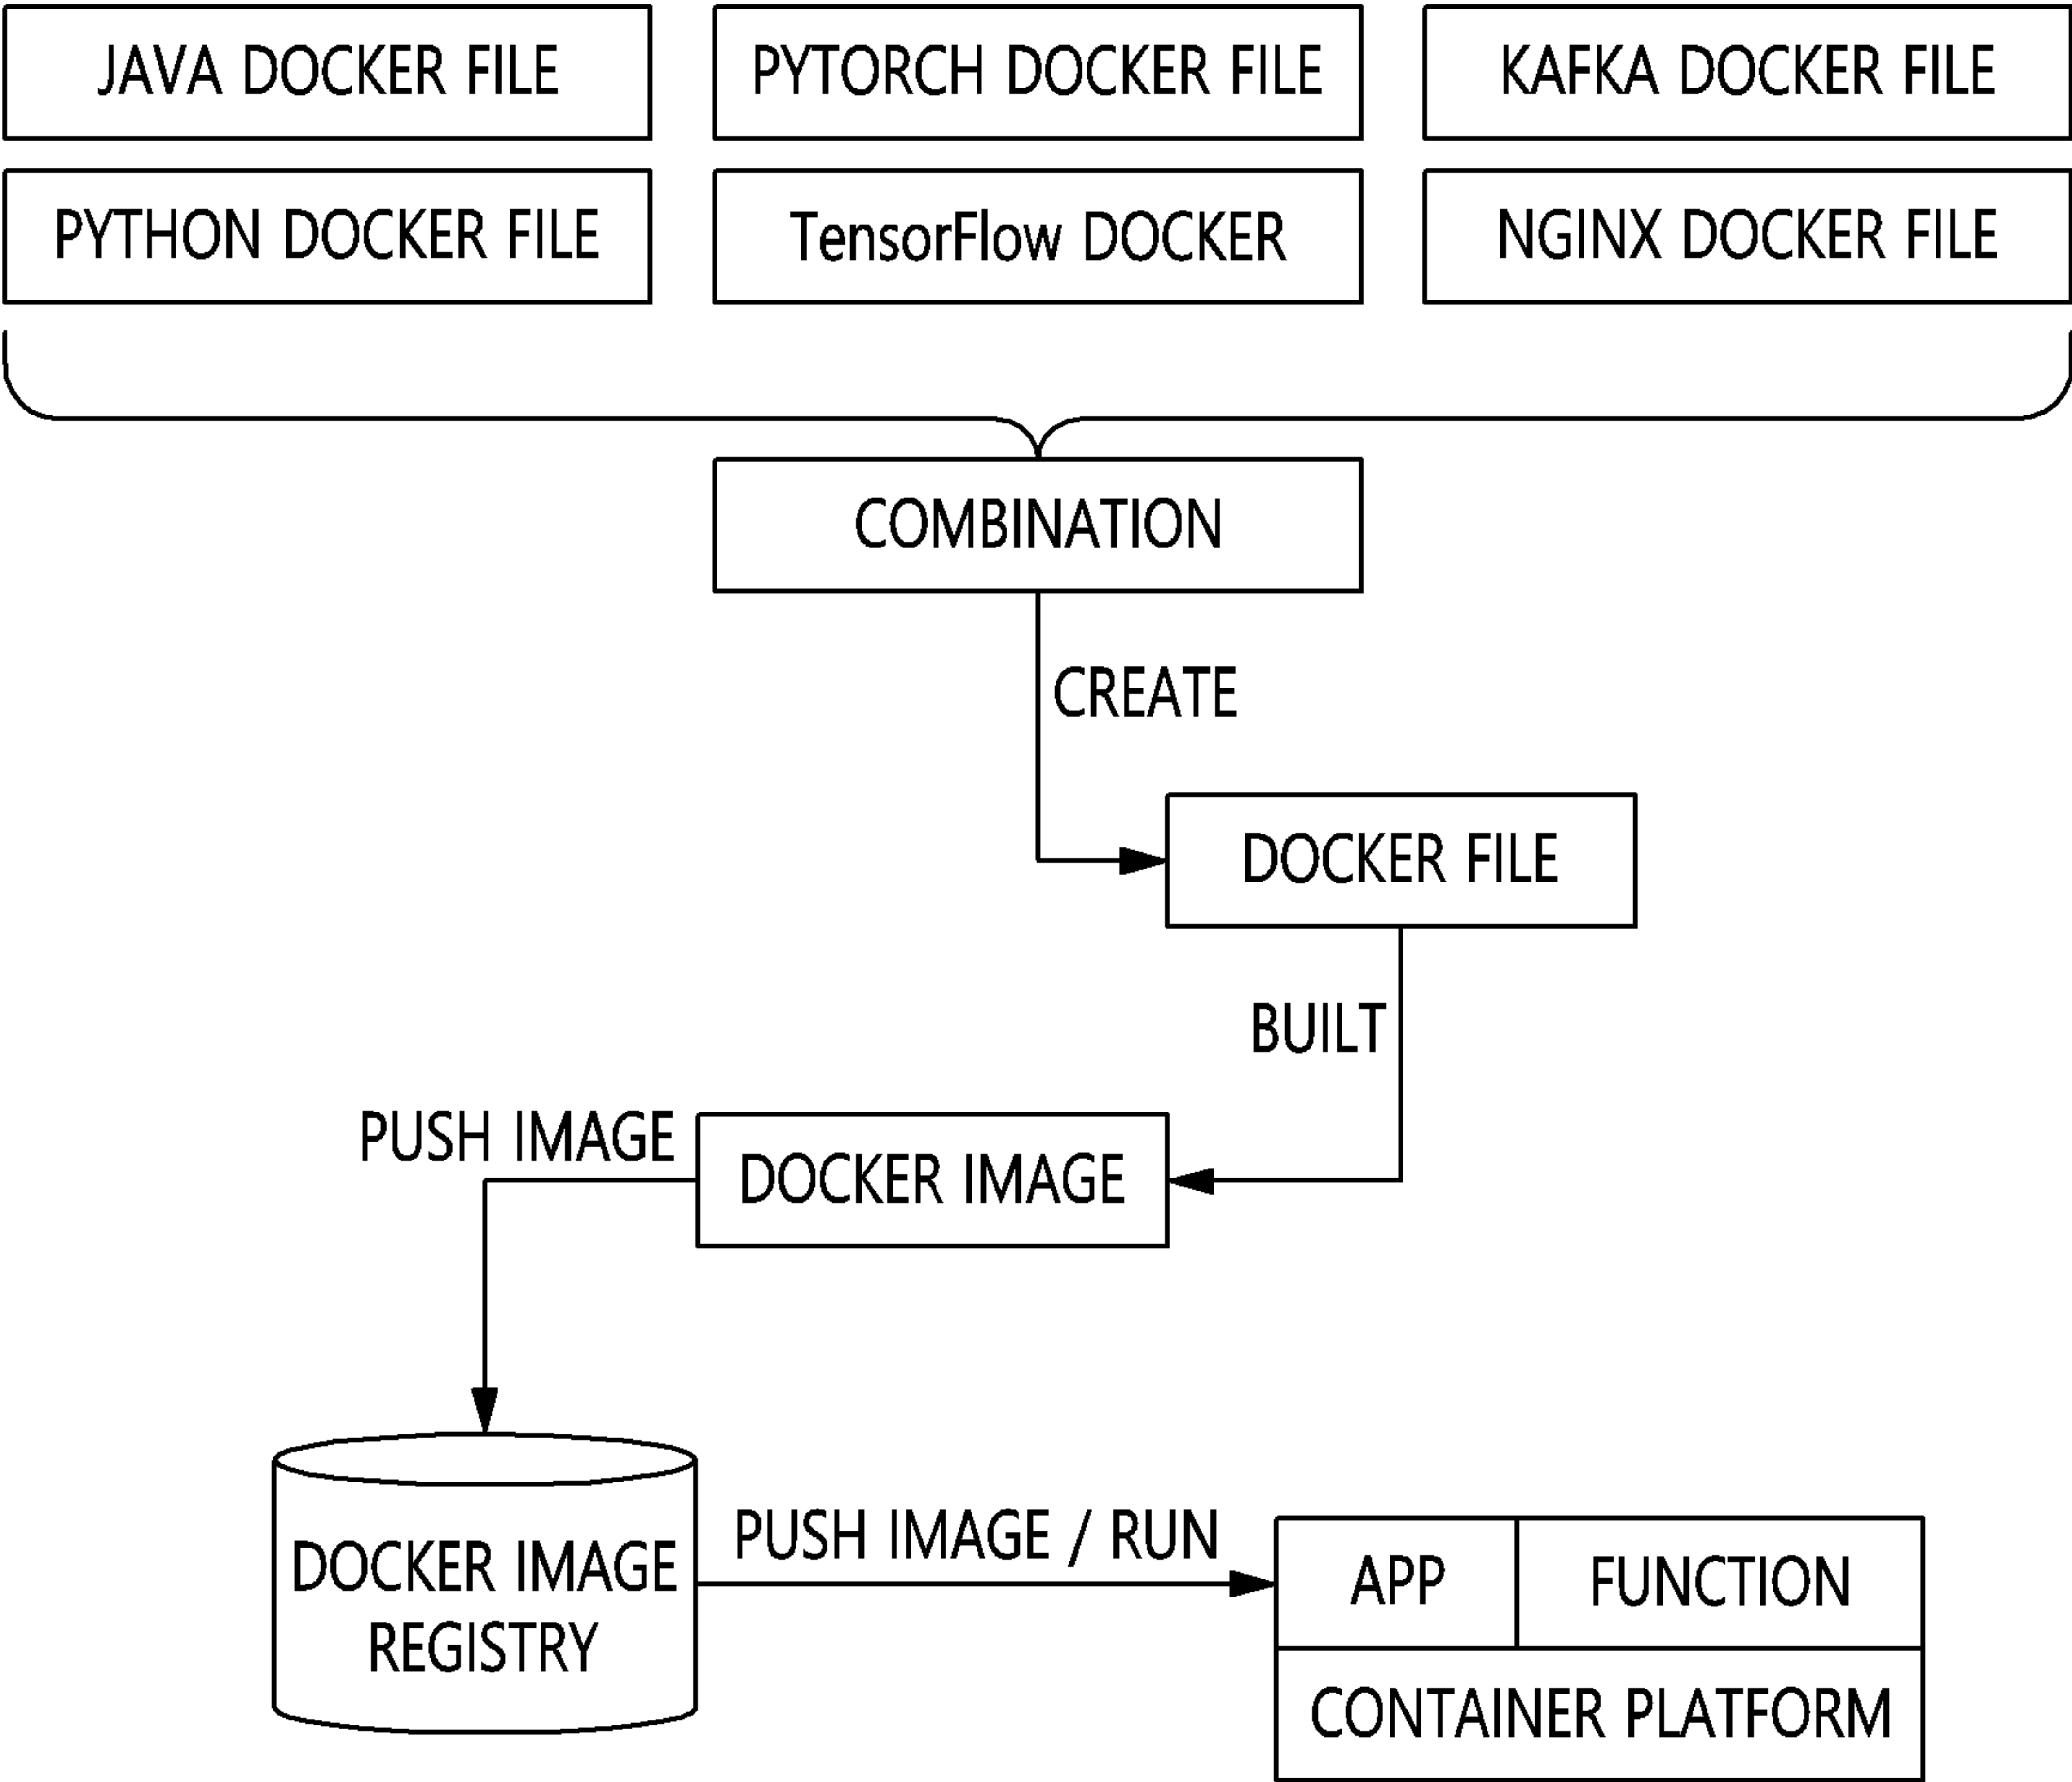 JAVA DOCKER FILE
PYTORCH DOCKER FILE
KAFKA DOCKER FILE
PYTHON DOCKER FILE
TensorFlow DOCKER
NGINX DOCKER FILE
COMBINATION
CREATE
DOCKER FILE
BUILT
PUSH IMAGE
DOCKER IMAGE
DOCKER IMAGE
REGISTRY
PUSH IMAGE / RUN
APP
FUNCTION
CONTAINER PLATFORM